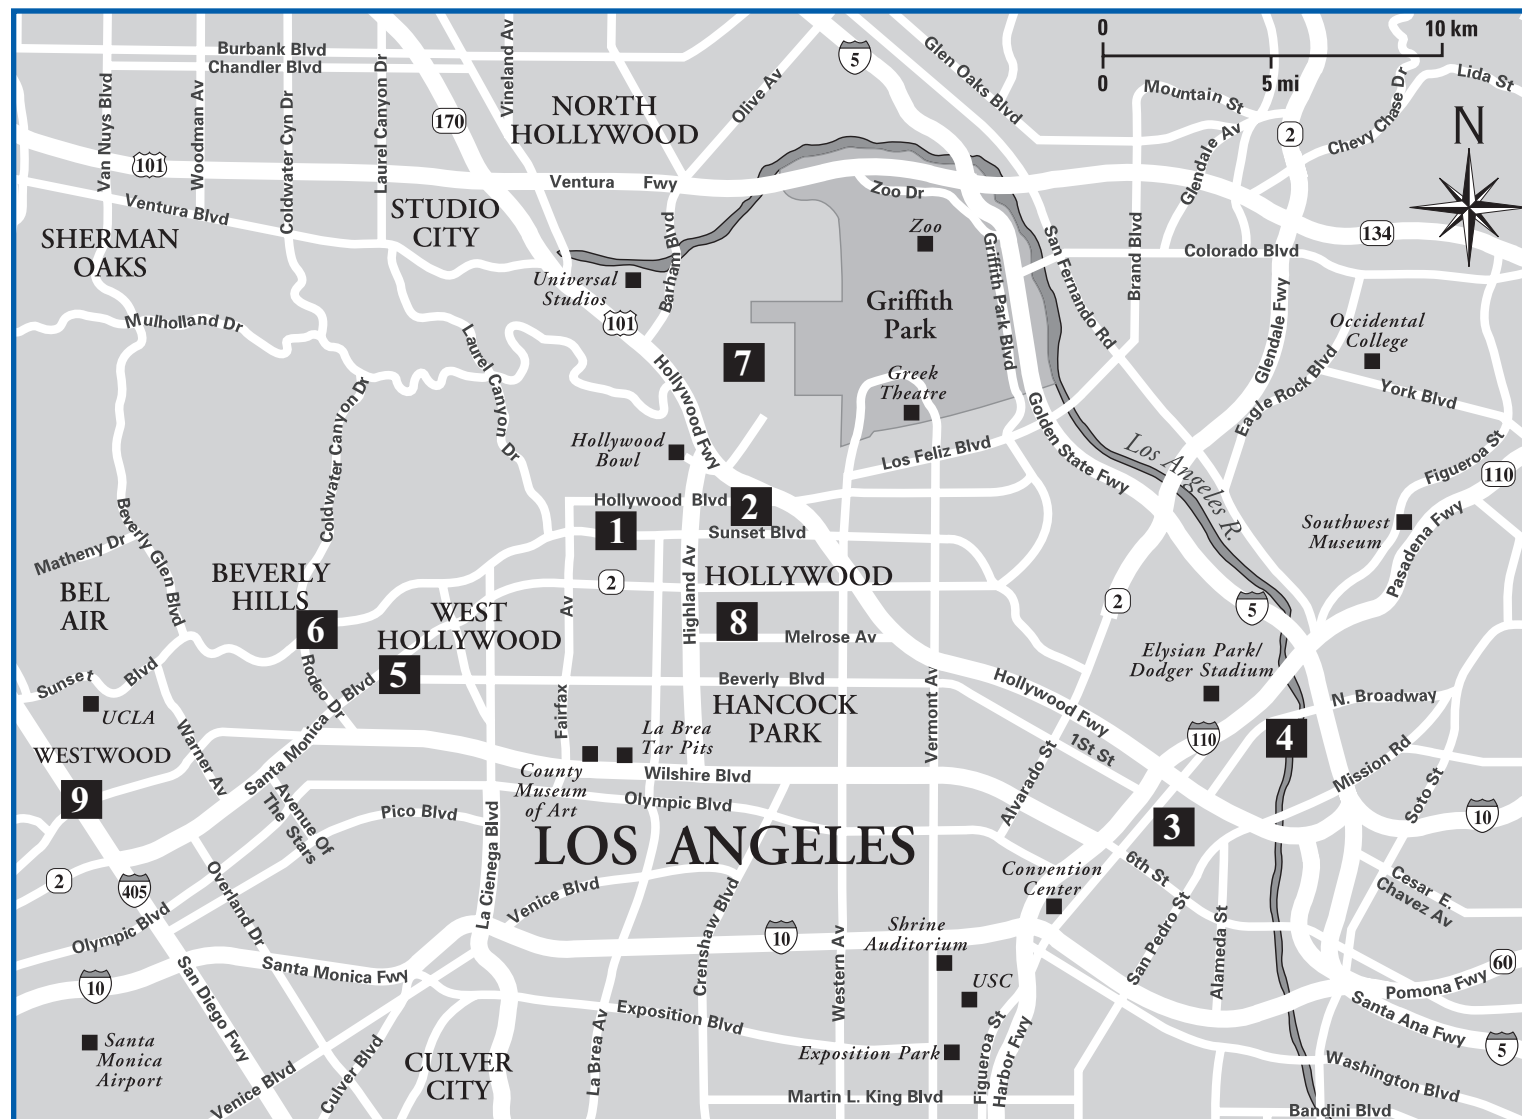 Burbank Blvd
Chandler Blvd
Van Nuys Blvd
Woodman Av
Coldwater Cyn Dr
Laurel Canyon Dr
Vineland Av
170
101
NORTH
HOLLYWOOD
Olive Av
5
Glen Oaks Blvd
0
10 km
0
5 mi
Mountain St
Lida St
Chevy Chase Dr
2
Glendale Av
N
Ventura Fwy
Ventura Blvd
STUDIO
CITY
SHERMAN
OAKS
Zoo Dr
Zoo
Barham Blvd
Universal
Studios
101
Griffith Park Blvd
San Fernando Rd
Brand Blvd
Colorado Blvd
134
Glendale Fwy
Griffith
Park
Occidental
College
Mulholland Dr
Laurel Canyuon Dr
7
Hollywood Fwy
Greek
Theatre
Eagle Rock Blvd
York Blvd
Coldwater Canyon Dr
Hollywood
Bowl
Los Feliz Blvd
Golden State Fwy
Los Angeles R.
Figueroa St
110
Hollywood Blvd
2
1
Sunset Blvd
Southwest
Museum
Pasadena Fwy
Beverly Glen Blvd
Matheny Dr
BEL
AIR
BEVERLY
HILLS
6
WEST
HOLLYWOOD
5
2
HOLLYWOOD
8
Highland Av
Melrose Av
2
5
Elysian Park/
Dodger Stadium
Sunset Blvd
UCLA
Rodeo Dr
Santa Monica Blvd
Fairfax Av
Beverly Blvd
HANCOCK
PARK
Vermont Av
Hollywood Fwy
1St St
N. Broadway
110
4
Mission Rd
WESTWOOD
9
Warner Av
Avenue Of
The Stars
La Brea
Tar Pits
County
Museum
of Art
Wilshire Blvd
Olympic Blvd
Pico Blvd
La Cienega Blvd
LOS ANGELES
Alvarado St
3
Soto St
10
2
405
Olympic Blvd
Overland Dr
Venice Blvd
Crenshaw Blvd
Convention
Center
6th St
Cesar E.
Chavez Av
10
Shrine
Auditorium
Western Av
San Pedro St
Alameda St
10
San Diego Fwy
Santa Monica Fwy
USC
60
Pomona Fwy
Santa Ana Fwy
5
Exposition Blvd
Santa
Monica
Airport
Venice Blvd
Culver Blvd
CULVER
CITY
La Brea Av
Exposition Park
Figueroa St
Harbor Fwy
Martin L. King Blvd
Washington Blvd
Bandini Blvd